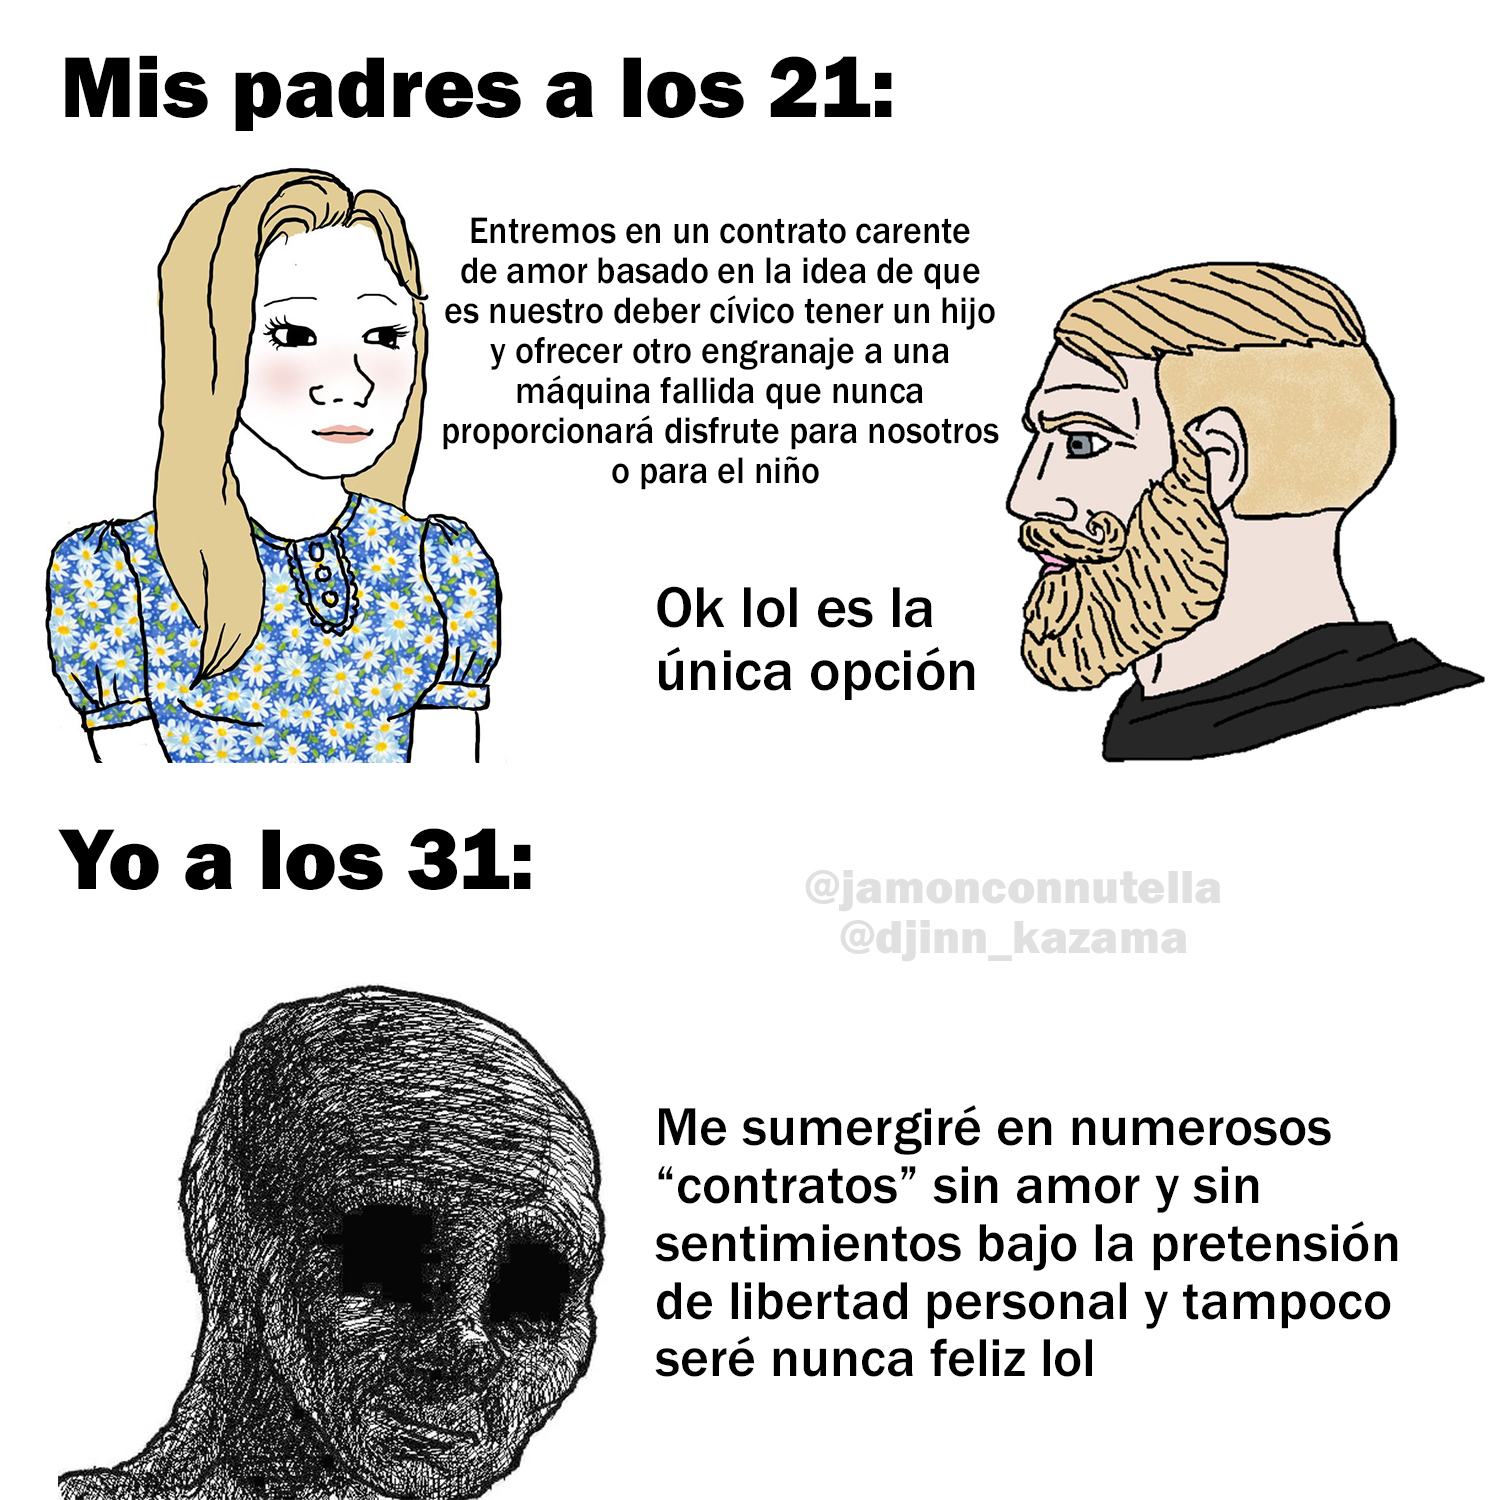 Mis padres a los 21:
Entremos en un contrato carente
de amor basado en la idea de que
es nuestro deber cívico tener un hijo
y ofrecer otro engranaje a una
máquina fallida que nunca
proporcionará disfrute para nosotros
o para el niño
Ok lol es la
única opción
Yo a los 31:
@jamonconnutella
@djinn_kazama
Me sumergiré en numerosos
“contratos” sin amor y sin
sentimientos bajo la pretensión
de libertad personal y tampoco
seré nunca feliz lol